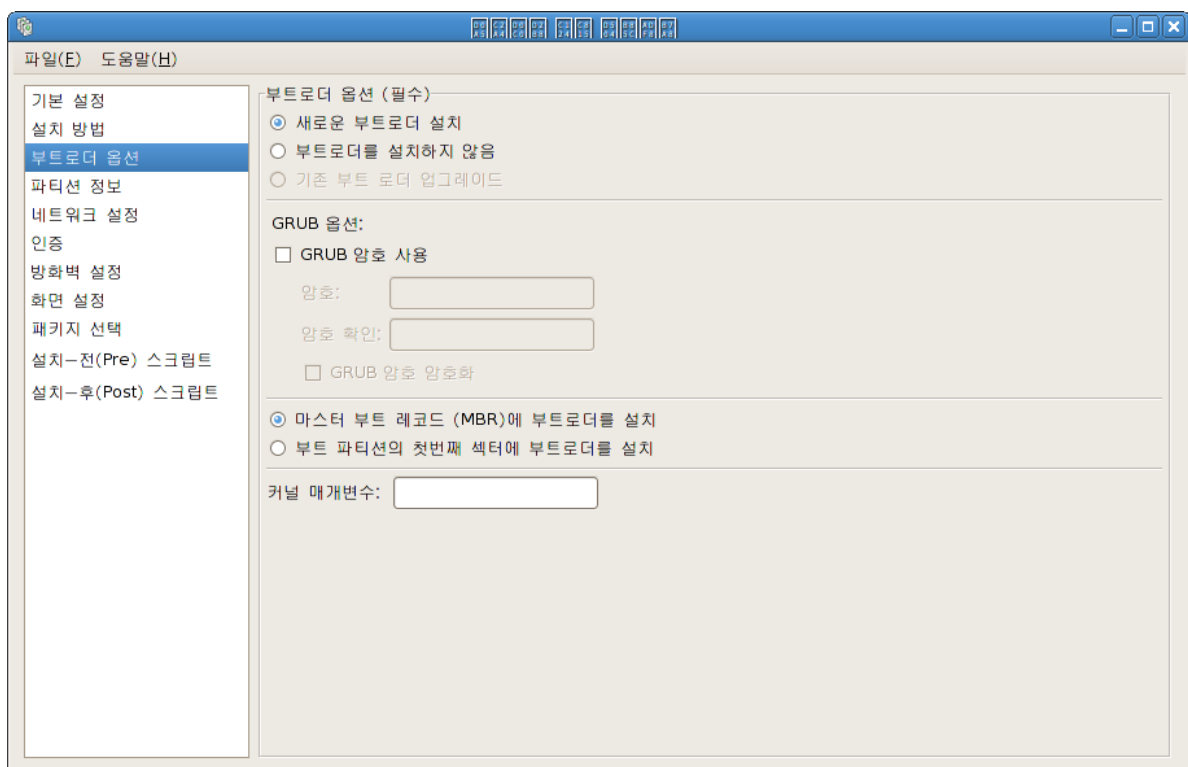 파일(F) 도움말(H)
기본 설정
설치 방법
부트로더 옵션
파티션 정보
네트워크 설정
인증
방화벽 설정
화면 설정
패키지 선택
설치—전(Pre) 스크립트
설치—후(Post) 스크립트
부트로더 옵션 (필수)
새로운 부트로더 설치
부트로더를 설치하지 않음
기존 부트 로더 업그레이드
GRUB 옵션:
GRUB 암호 사용
암호:
암호 확인:
GRUB 암호 암호화
마스터 부트 레코드 (MBR)에 부트로더를 설치
부트 파티션의 첫번째 섹터에 부트로더를 설치
커널 매개변수: